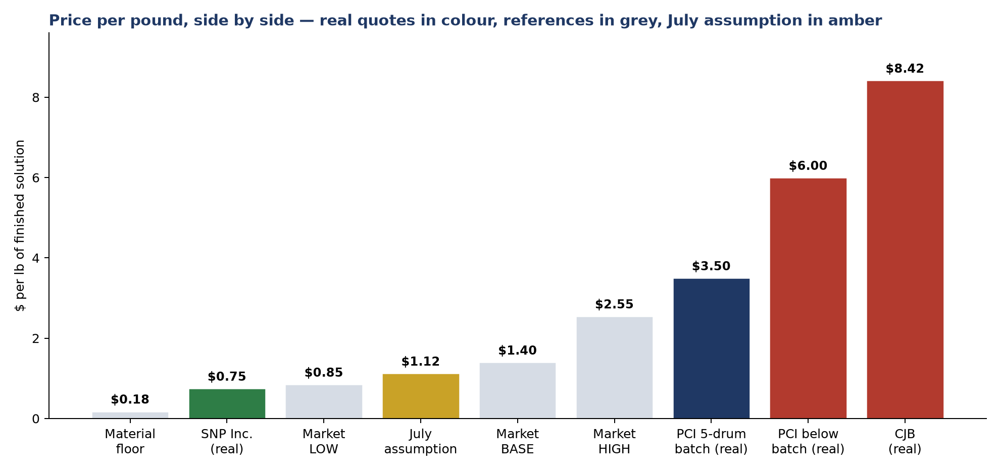 Price per pound, side by side — real quotes in colour, references in grey, July assumption in amber
$ per lb of finished solution
8
6
4
2
0
$0.18
$0.75
$0.85
$1.12
$1.40
$2.55
$3.50
$6.00
$8.42
Material
floor
SNP Inc.
(real)
Market
LOW
July
assumption
Market
BASE
Market
HIGH
PCI 5-drum
batch (real)
PCI below
batch (real)
CJB
(real)